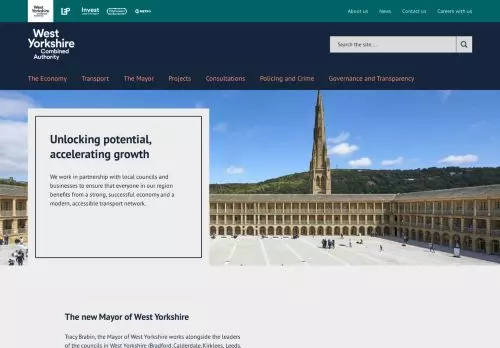 West
Yorkshire
Combined
Authority
LEP
Invest
METRO
About us
News
Contact us
Careers with us
West
Yorkshire
Combined
Authority
Search the site.....
The Economy
Transport
The Mayor
Projects
Consultations
Policing and Crime
Governance and Transparency
Unlocking potential,
accelerating growth
We work in partnership with local councils and
businesses to ensure that everyone in our region
benefits from a strong, successful economy and a
modern, accessible transport network.
The new Mayor of West Yorkshire
Tracy Brabin, the Mayor of West Yorkshire works alongside the leaders
of the councils in West Yorkshire (Bradford, Calderdale, Kirklees, Leeds,